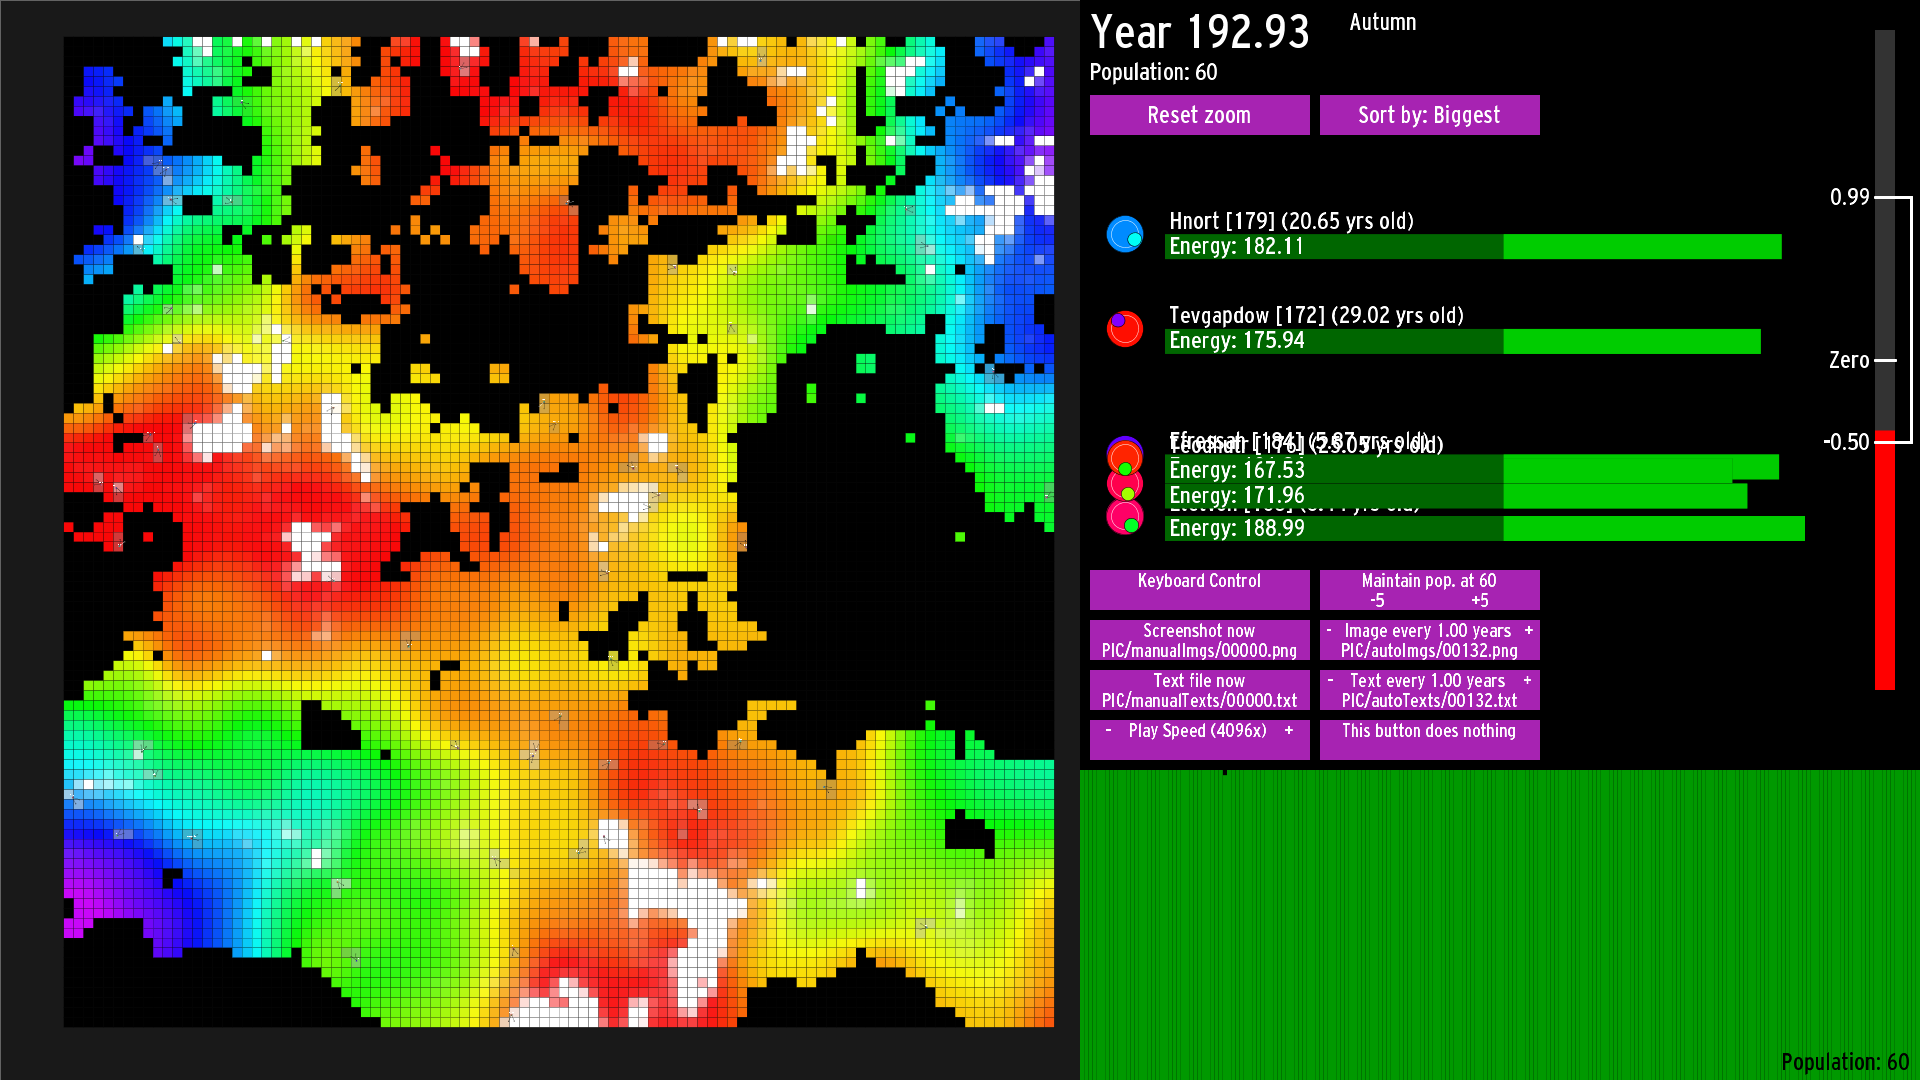 Year 192.93 Autumn
Population: 60
Reset zoom Sort by: Biggest
0.99
Hnort [179] (20.65 yrs old)
Energy: 182.11
Tevgapdow [172] (29.02 yrs old)
Energy: 175.94
Zero
-0.50
Energy: 167.53
Energy: 171.96
Energy: 188.99
Keyboard Control Maintain pop. at 60
-5 +5
Screenshot now - Image every 1.00 years +
PIC/manualImgs/00000.png PIC/autoImgs/00132.png
Text file now - Text every 1.00 years +
PIC/manualTexts/00000.txt PIC/autoTexts/00132.txt
- Play Speed (4096x) + This button does nothing
Population: 60